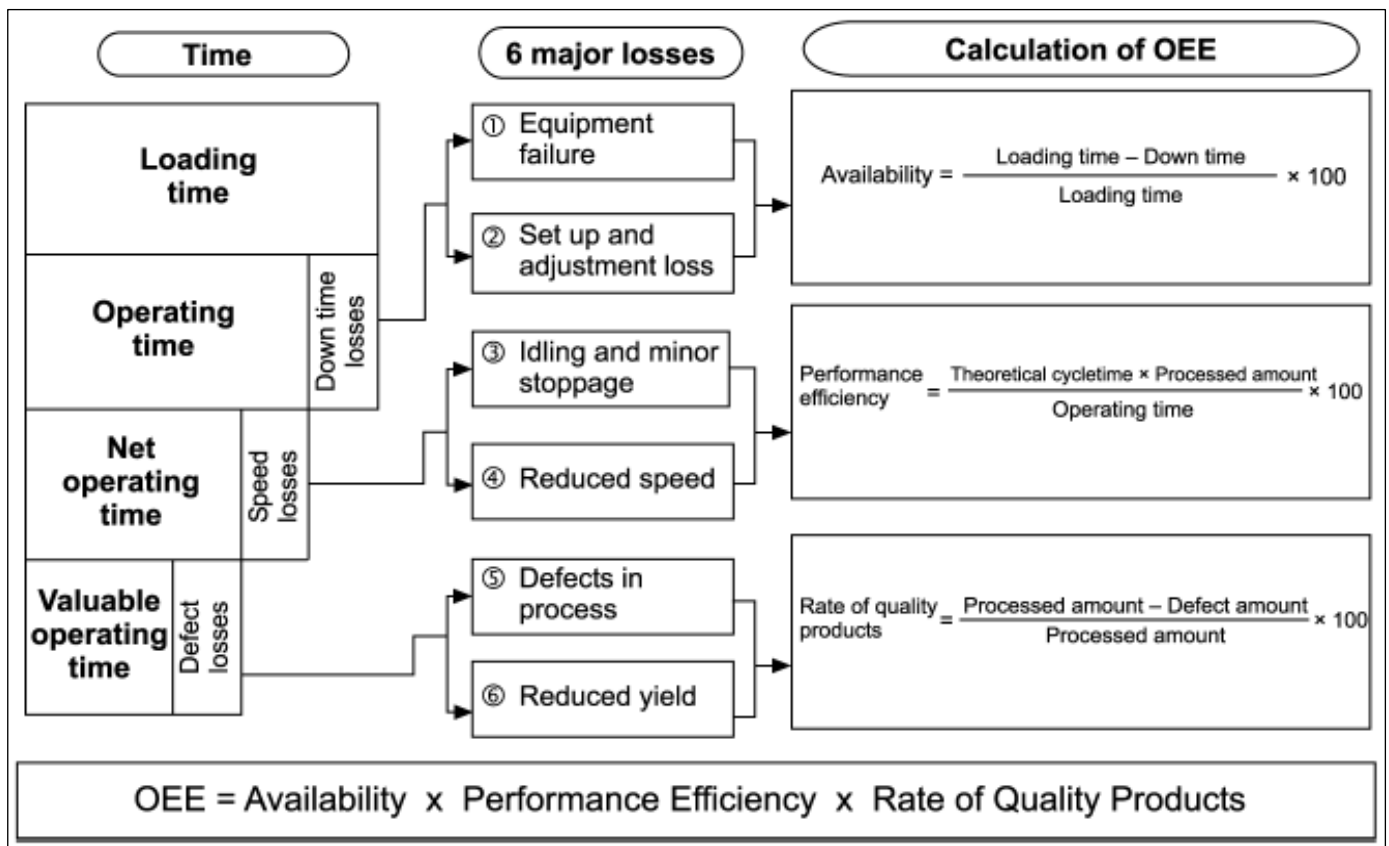 Time
6 major losses
Calculation of OEE
Loading
time
Operating
time
Down time
losses
Net
operating
time
Speed
losses
Valuable
operating
time
Defect
losses
① Equipment
failure
② Set up and
adjustment loss
③ Idling and minor
stoppage
④ Reduced speed
⑤ Defects in
process
⑥ Reduced yield
Availability = Loading time – Down time
Loading time
× 100
Performance
efficiency
= Theoretical cycletime × Processed amount
Operating time
× 100
Rate of quality
products
= Processed amount – Defect amount
Processed amount
× 100
OEE = Availability x Performance Efficiency x Rate of Quality Products